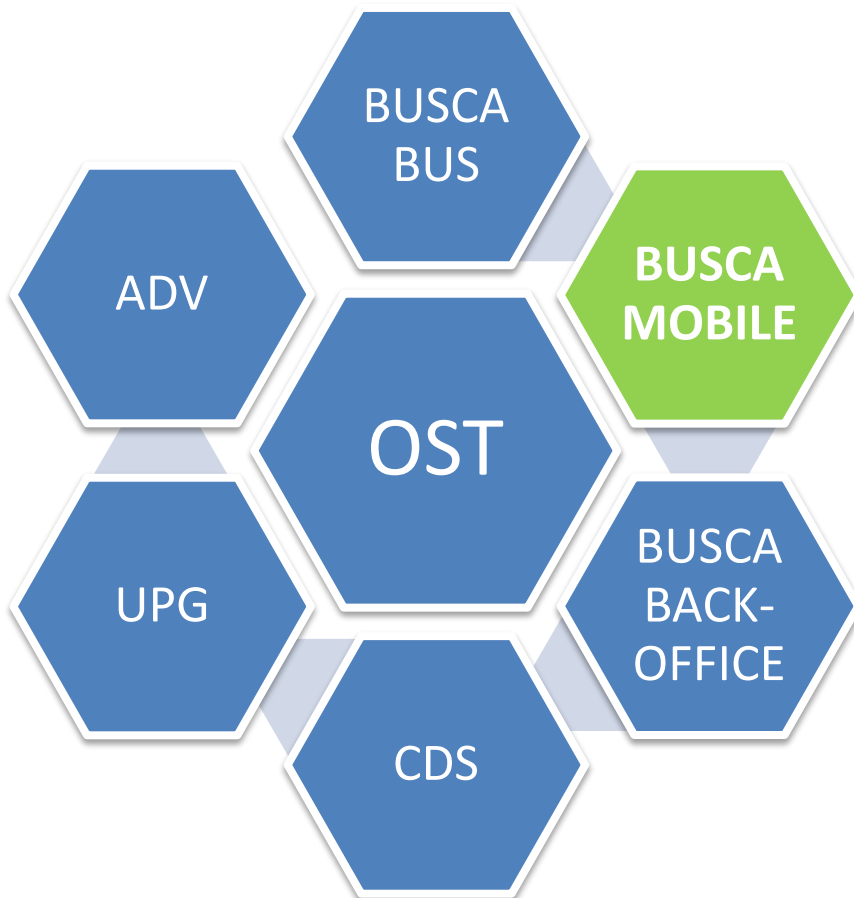 BUSCA
BUS
ADV
BUSCA
MOBILE
OST
UPG
BUSCA
BACK-
OFFICE
CDS